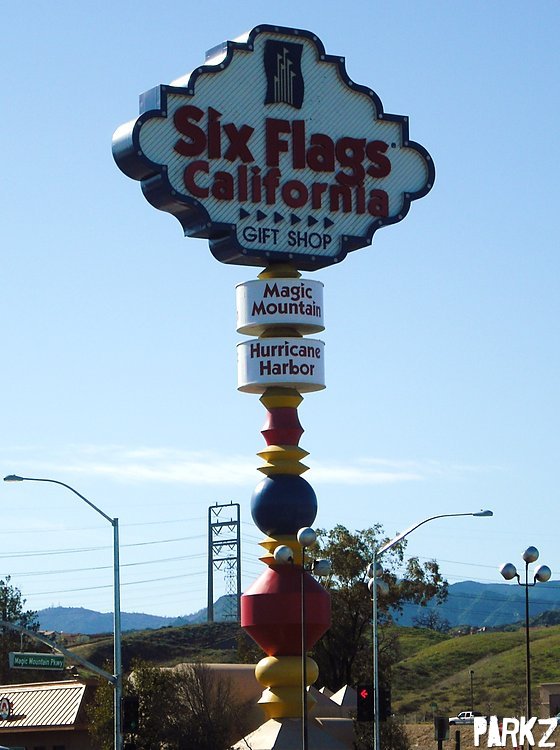 Six Flags
California
GIFT SHOP
Magic
Mountain
Hurricane
Harbor
Magic Mountain Pkwy
PARKZ